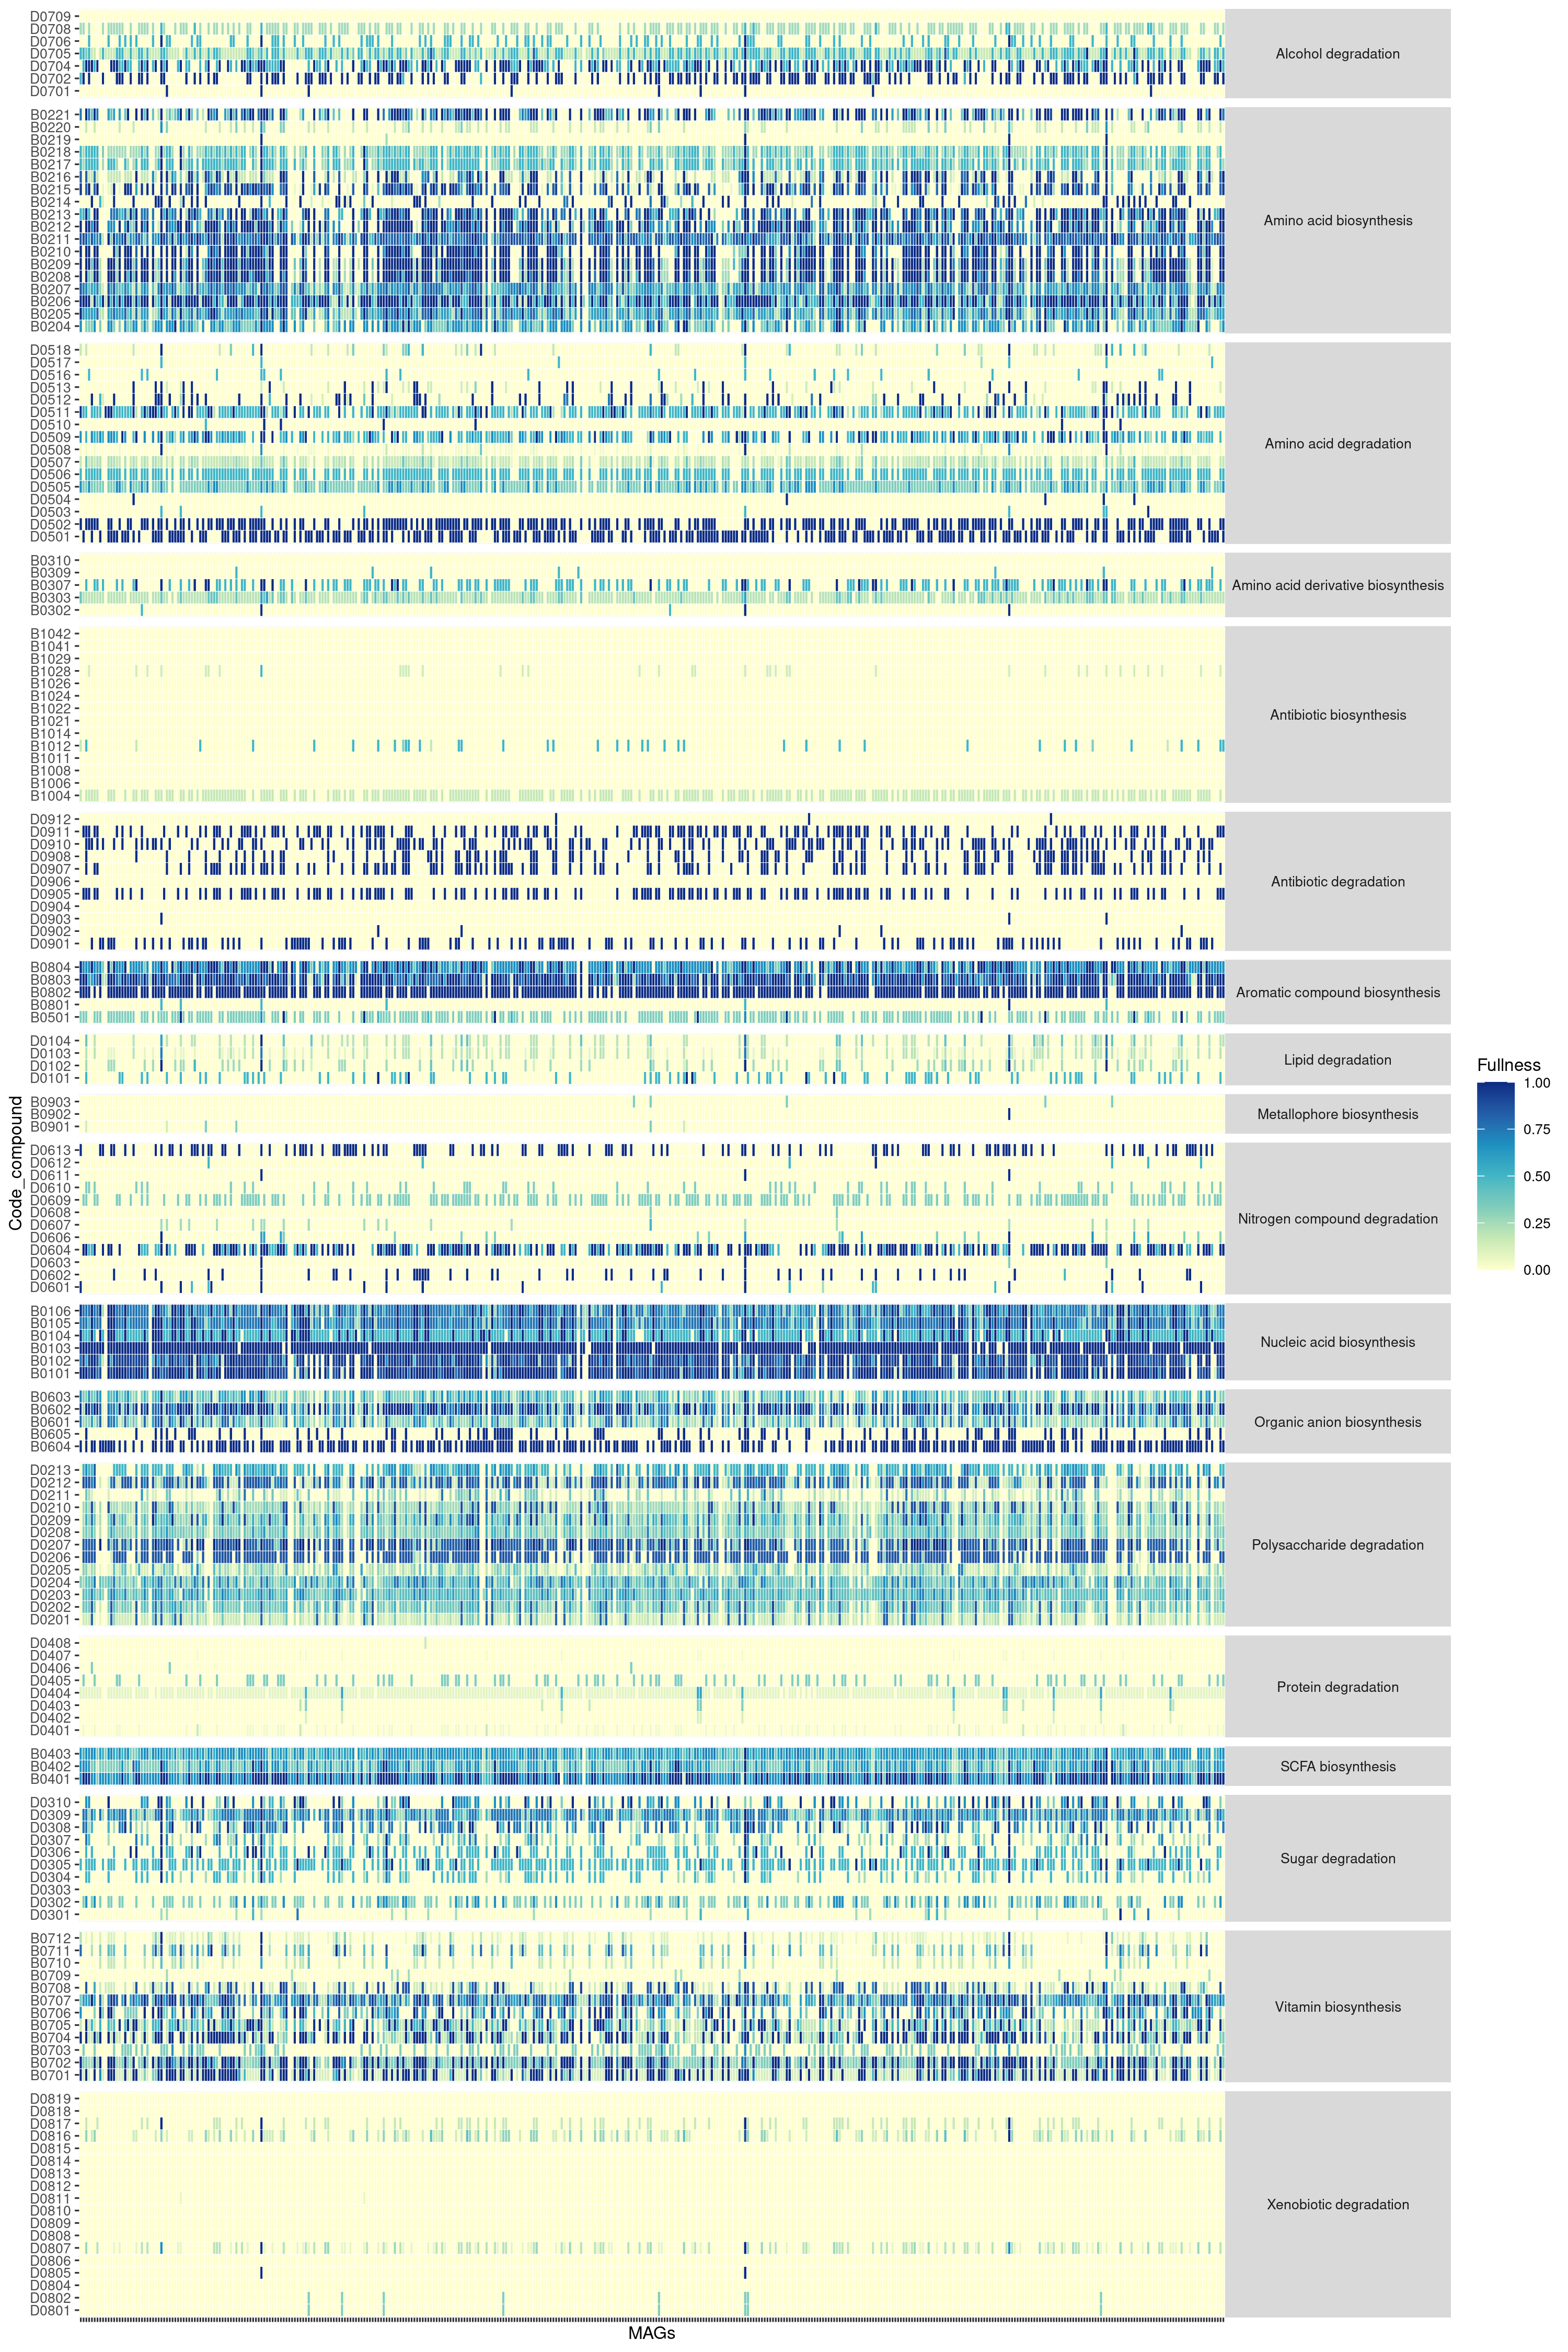 D0709
D0708
D0706
D0705
D0704
D0702
D0701
Alcohol degradation
B0221
B0220
B0219
B0218
B0217
B0216
B0215
B0214
B0213
B0212
B0211
B0210
B0209
B0208
B0207
B0206
B0205
B0204
Amino acid biosynthesis
D0518
D0517
D0516
D0513
D0512
D0511
D0510
D0509
D0508
D0507
D0506
D0505
D0504
D0503
D0502
D0501
Amino acid degradation
B0310
B0309
B0307
B0303
B0302
Amino acid derivative biosynthesis
B1042
B1041
B1029
B1028
B1026
B1024
B1022
B1021
B1014
B1012
B1011
B1008
B1006
B1004
Antibiotic biosynthesis
D0912
D0911
D0910
D0908
D0907
D0906
D0905
D0904
D0903
D0902
D0901
Antibiotic degradation
B0804
B0803
B0802
B0801
B0501
Aromatic compound biosynthesis
D0104
D0103
D0102
D0101
Lipid degradation
B0903
B0902
B0901
Metallophore biosynthesis
D0613
D0612
D0611
D0610
D0609
D0608
D0607
D0606
D0604
D0603
D0602
D0601
Nitrogen compound degradation
B0106
B0105
B0104
B0103
B0102
B0101
Nucleic acid biosynthesis
B0603
B0602
B0601
B0605
B0604
Organic anion biosynthesis
D0213
D0212
D0211
D0210
D0209
D0208
D0207
D0206
D0205
D0204
D0203
D0202
D0201
Polysaccharide degradation
D0408
D0407
D0406
D0405
D0404
D0403
D0402
D0401
Protein degradation
B0403
B0402
B0401
SCFA biosynthesis
D0310
D0309
D0308
D0307
D0306
D0305
D0304
D0303
D0302
D0301
Sugar degradation
B0712
B0711
B0710
B0709
B0708
B0707
B0706
B0705
B0704
B0703
B0702
B0701
Vitamin biosynthesis
D0819
D0818
D0817
D0816
D0815
D0814
D0813
D0812
D0811
D0810
D0809
D0808
D0807
D0806
D0805
D0804
D0802
D0801
Xenobiotic degradation
Code_compound
MAGs
Fullness
1.00
0.75
0.50
0.25
0.00